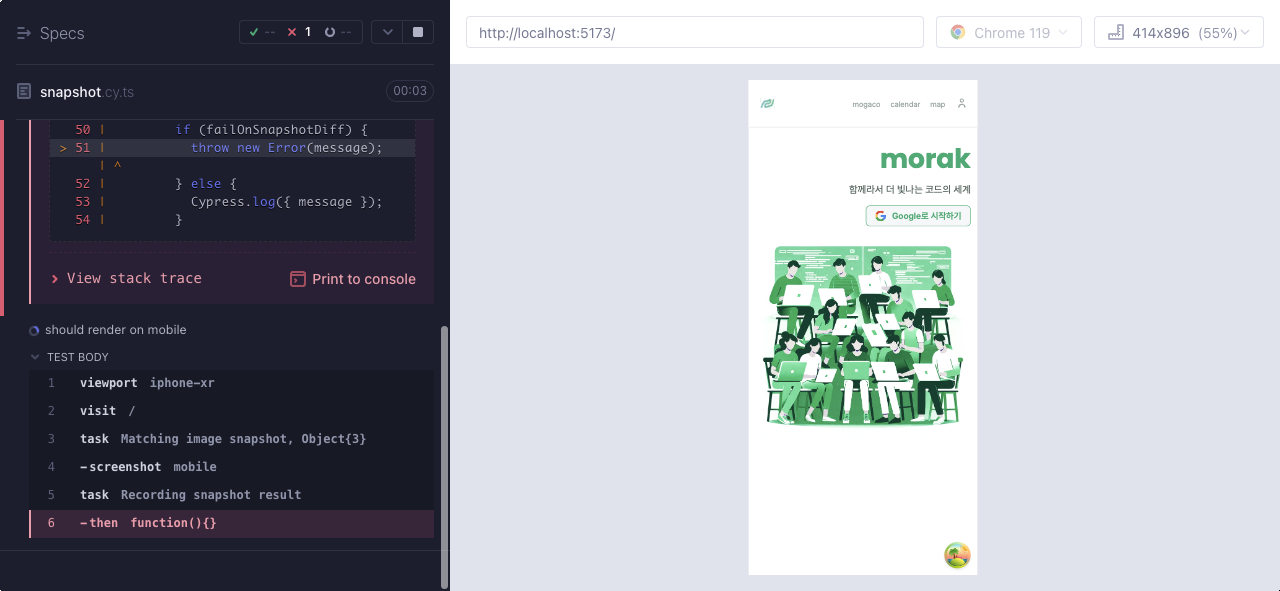 Specs
-- 1 --
snapshot.cy.ts 00:03
50 | if (failOnSnapshotDiff) {
> 51 | throw new Error(message);
| ^
52 | } else {
53 | Cypress.log({ message });
54 | }
View stack trace Print to console
should render on mobile
TEST BODY
1 viewport iphone-xr
2 visit /
3 task Matching image snapshot, Object{3}
4 -screenshot mobile
5 task Recording snapshot result
6 -then function(){}
http://localhost:5173/ Chrome 119 414x896 (55%)
mogaco calendar map
morak
함께라서 더 빛나는 코드의 세계
Google로 시작하기